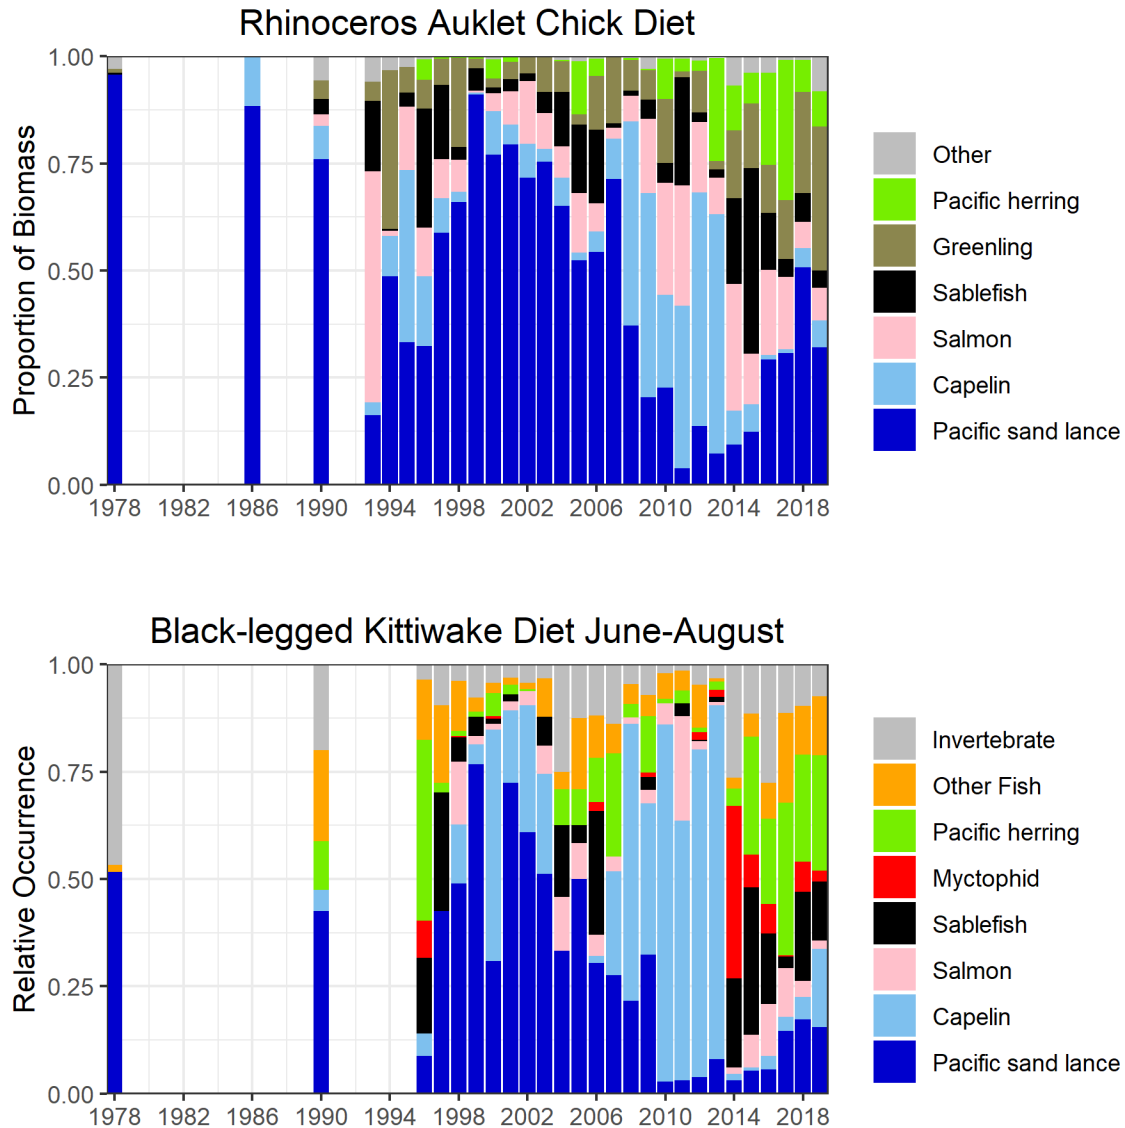 Rhinoceros Auklet Chick Diet
Proportion of Biomass
1.00
0.75
0.50
0.25
0.00
1978 1982 1986 1990 1994 1998 2002 2006 2010 2014 2018
Other
Pacific herring
Greenling
Sablefish
Salmon
Capelin
Pacific sand lance
Black-legged Kittiwake Diet June-August
Relative Occurrence
1.00
0.75
0.50
0.25
0.00
1978 1982 1986 1990 1994 1998 2002 2006 2010 2014 2018
Invertebrate
Other Fish
Pacific herring
Myctophid
Sablefish
Salmon
Capelin
Pacific sand lance